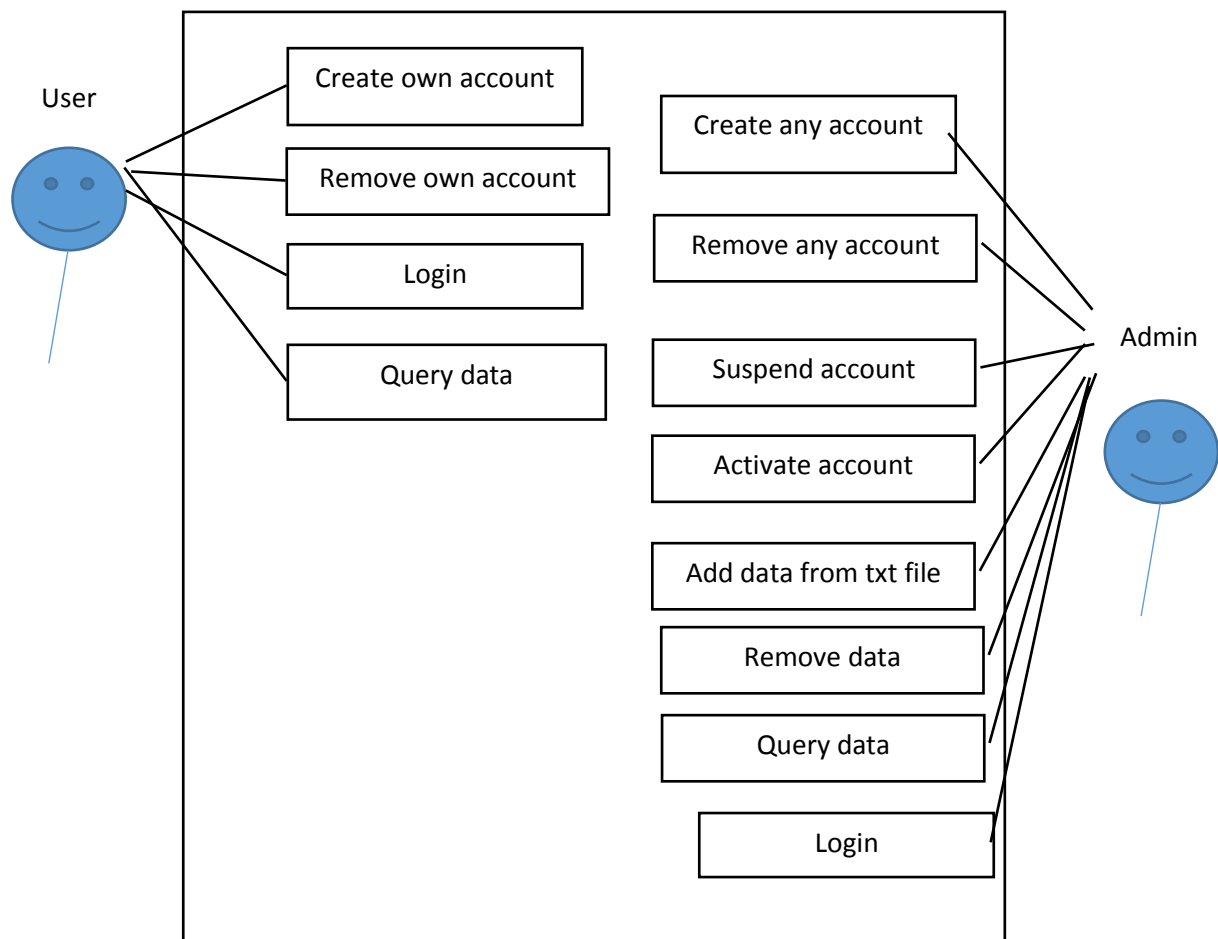 User
Create own account
Remove own account
Login
Query data
Create any account
Remove any account
Suspend account
Activate account
Add data from txt file
Remove data
Query data
Login
Admin